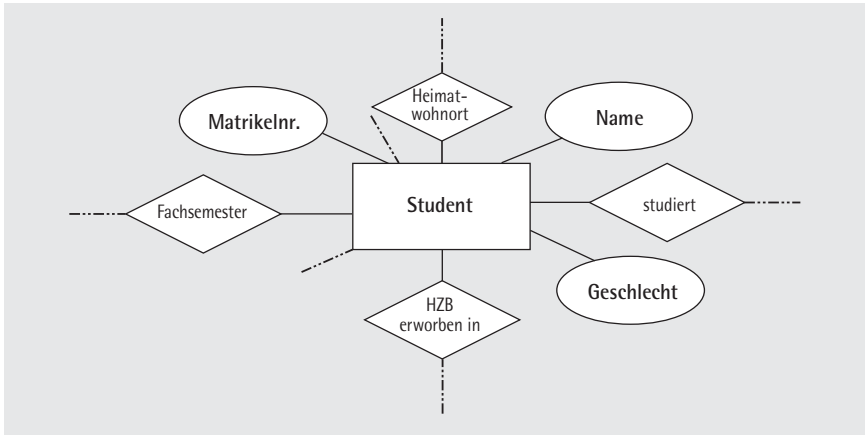 Heimat-
wohnort
Matrikelnr.
Name
Fachsemester
Student
studiert
Geschlecht
HZB
erworben in